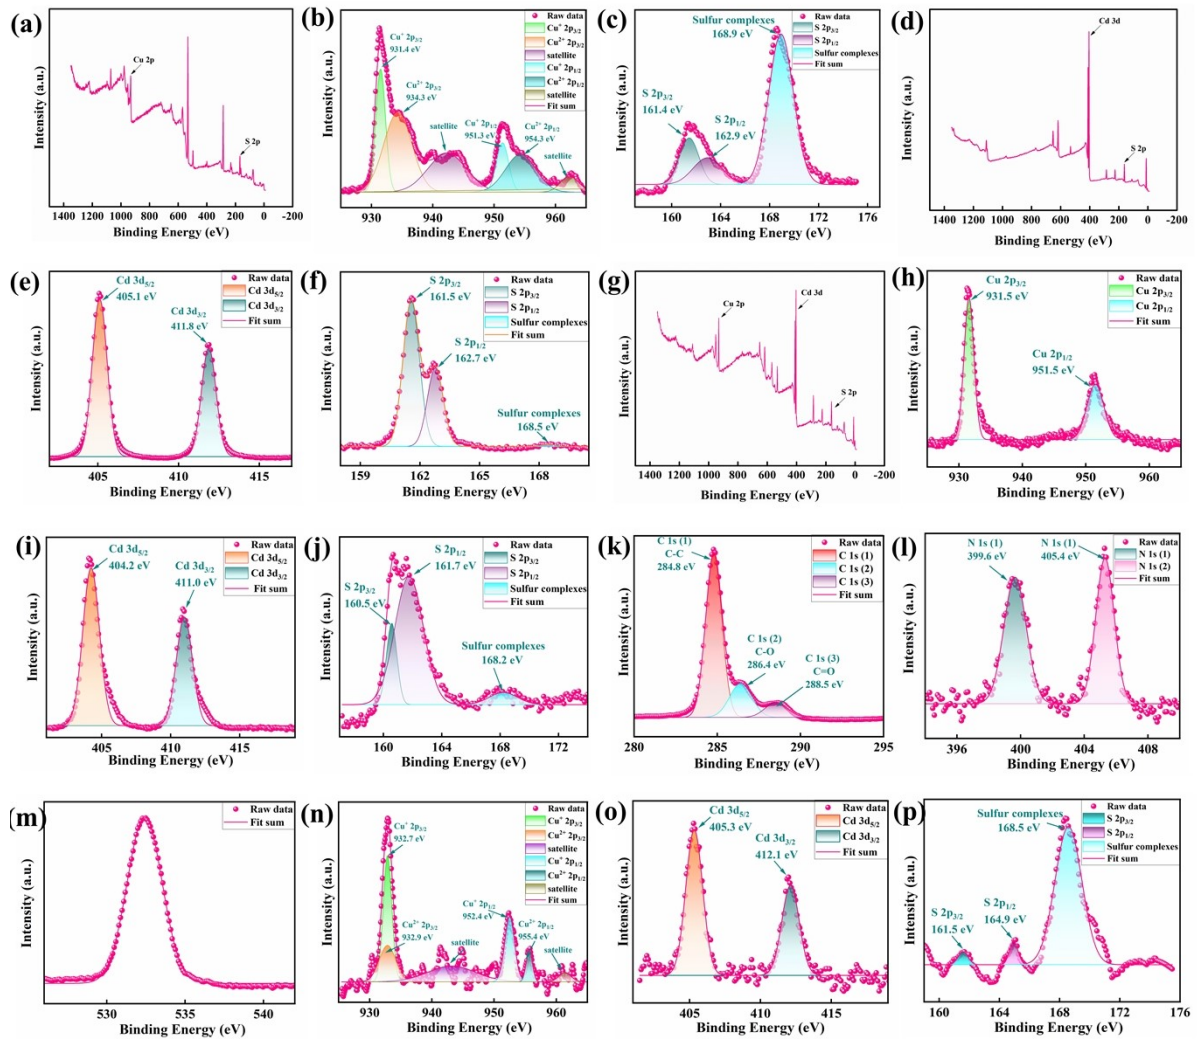 (a)
Intensity (a.u.)
Cu 2p
S 2p
1400 1200 1000 800 600 400 200 0 -200
Binding Energy (eV)
(b)
Intensity (a.u.)
Raw data
Cu⁺ 2p₃/₂
Cu²⁺ 2p₃/₂
satellite
Cu⁺ 2p₁/₂
Cu²⁺ 2p₁/₂
satellite
Fit sum
Cu⁺ 2p₃/₂
931.4 eV
Cu²⁺ 2p₃/₂
934.3 eV
satellite
Cu⁺ 2p₁/₂
951.3 eV
Cu²⁺ 2p₁/₂
954.3 eV
satellite
930 940 950 960
Binding Energy (eV)
(c)
Intensity (a.u.)
Raw data
S 2p₃/₂
S 2p₁/₂
Sulfur complexes
Fit sum
Sulfur complexes
168.9 eV
S 2p₃/₂
161.4 eV
S 2p₁/₂
162.9 eV
160 164 168 172 176
Binding Energy (eV)
(d)
Intensity (a.u.)
Cd 3d
S 2p
1400 1200 1000 800 600 400 200 0 -200
Binding Energy (eV)
(e)
Intensity (a.u.)
Raw data
Cd 3d₅/₂
Cd 3d₃/₂
Fit sum
Cd 3d₅/₂
405.1 eV
Cd 3d₃/₂
411.8 eV
405 410 415
Binding Energy (eV)
(f)
Intensity (a.u.)
Raw data
S 2p₃/₂
S 2p₁/₂
Sulfur complexes
Fit sum
S 2p₃/₂
161.5 eV
S 2p₁/₂
162.7 eV
Sulfur complexes
168.5 eV
159 162 165 168
Binding Energy (eV)
(g)
Intensity (a.u.)
Cu 2p
Cd 3d
S 2p
1400 1200 1000 800 600 400 200 0 -200
Binding Energy (eV)
(h)
Intensity (a.u.)
Raw data
Cu 2p₃/₂
Cu 2p₁/₂
Fit sum
Cu 2p₃/₂
931.5 eV
Cu 2p₁/₂
951.5 eV
930 940 950 960
Binding Energy (eV)
(i)
Intensity (a.u.)
Raw data
Cd 3d₅/₂
Cd 3d₃/₂
Fit sum
Cd 3d₅/₂
404.2 eV
Cd 3d₃/₂
411.0 eV
405 410 415
Binding Energy (eV)
(j)
Intensity (a.u.)
Raw data
S 2p₃/₂
S 2p₁/₂
Sulfur complexes
Fit sum
S 2p₃/₂
160.5 eV
S 2p₁/₂
161.7 eV
Sulfur complexes
168.2 eV
160 164 168 172
Binding Energy (eV)
(k)
Intensity (a.u.)
Raw data
C 1s (1)
C 1s (2)
C 1s (3)
Fit sum
C 1s (1)
C-C
284.8 eV
C 1s (2)
C-O
286.4 eV
C 1s (3)
C=O
288.5 eV
280 285 290 295
Binding Energy (eV)
(l)
Intensity (a.u.)
Raw data
N 1s (1)
N 1s (2)
Fit sum
N 1s (1)
399.6 eV
N 1s (1)
405.4 eV
396 400 404 408
Binding Energy (eV)
(m)
Intensity (a.u.)
Raw data
Fit sum
530 535 540
Binding Energy (eV)
(n)
Intensity (a.u.)
Raw data
Cu⁺ 2p₃/₂
Cu²⁺ 2p₃/₂
satellite
Cu⁺ 2p₁/₂
Cu²⁺ 2p₁/₂
satellite
Fit sum
Cu⁺ 2p₃/₂
932.7 eV
Cu²⁺ 2p₃/₂
932.9 eV
satellite
Cu⁺ 2p₁/₂
952.4 eV
Cu²⁺ 2p₁/₂
955.4 eV
satellite
930 940 950 960
Binding Energy (eV)
(o)
Intensity (a.u.)
Raw data
Cd 3d₅/₂
Cd 3d₃/₂
Fit sum
Cd 3d₅/₂
405.3 eV
Cd 3d₃/₂
412.1 eV
405 410 415
Binding Energy (eV)
(p)
Intensity (a.u.)
Raw data
S 2p₃/₂
S 2p₁/₂
Sulfur complexes
Fit sum
Sulfur complexes
168.5 eV
S 2p₃/₂
161.5 eV
S 2p₁/₂
164.9 eV
160 164 168 172 176
Binding Energy (eV)